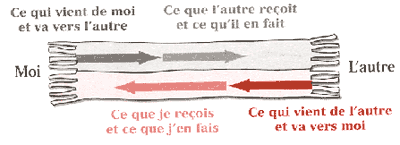 Ce qui vient de moi
et va vers l'autre
Ce que l'autre reçoit
et ce qu'il en fait
Moi
L'autre
Ce que je reçois
et ce que j'en fais
Ce qui vient de l'autre
et va vers moi